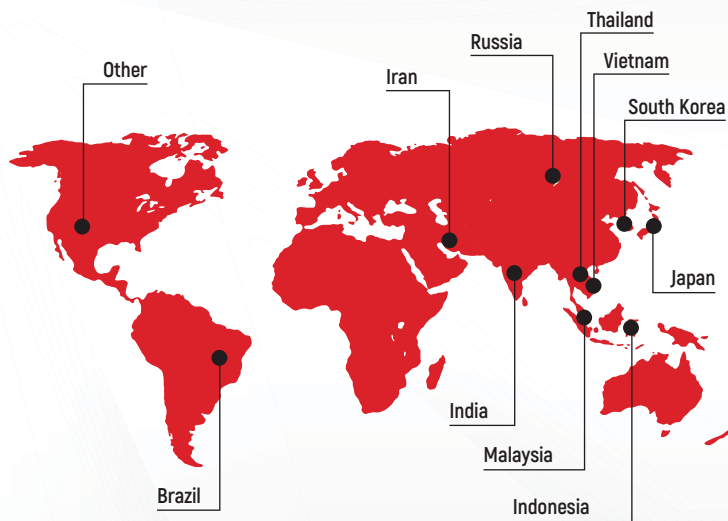 Thailand
Russia
Vietnam
Other
Iran
South Korea
Japan
India
Malaysia
Brazil
Indonesia